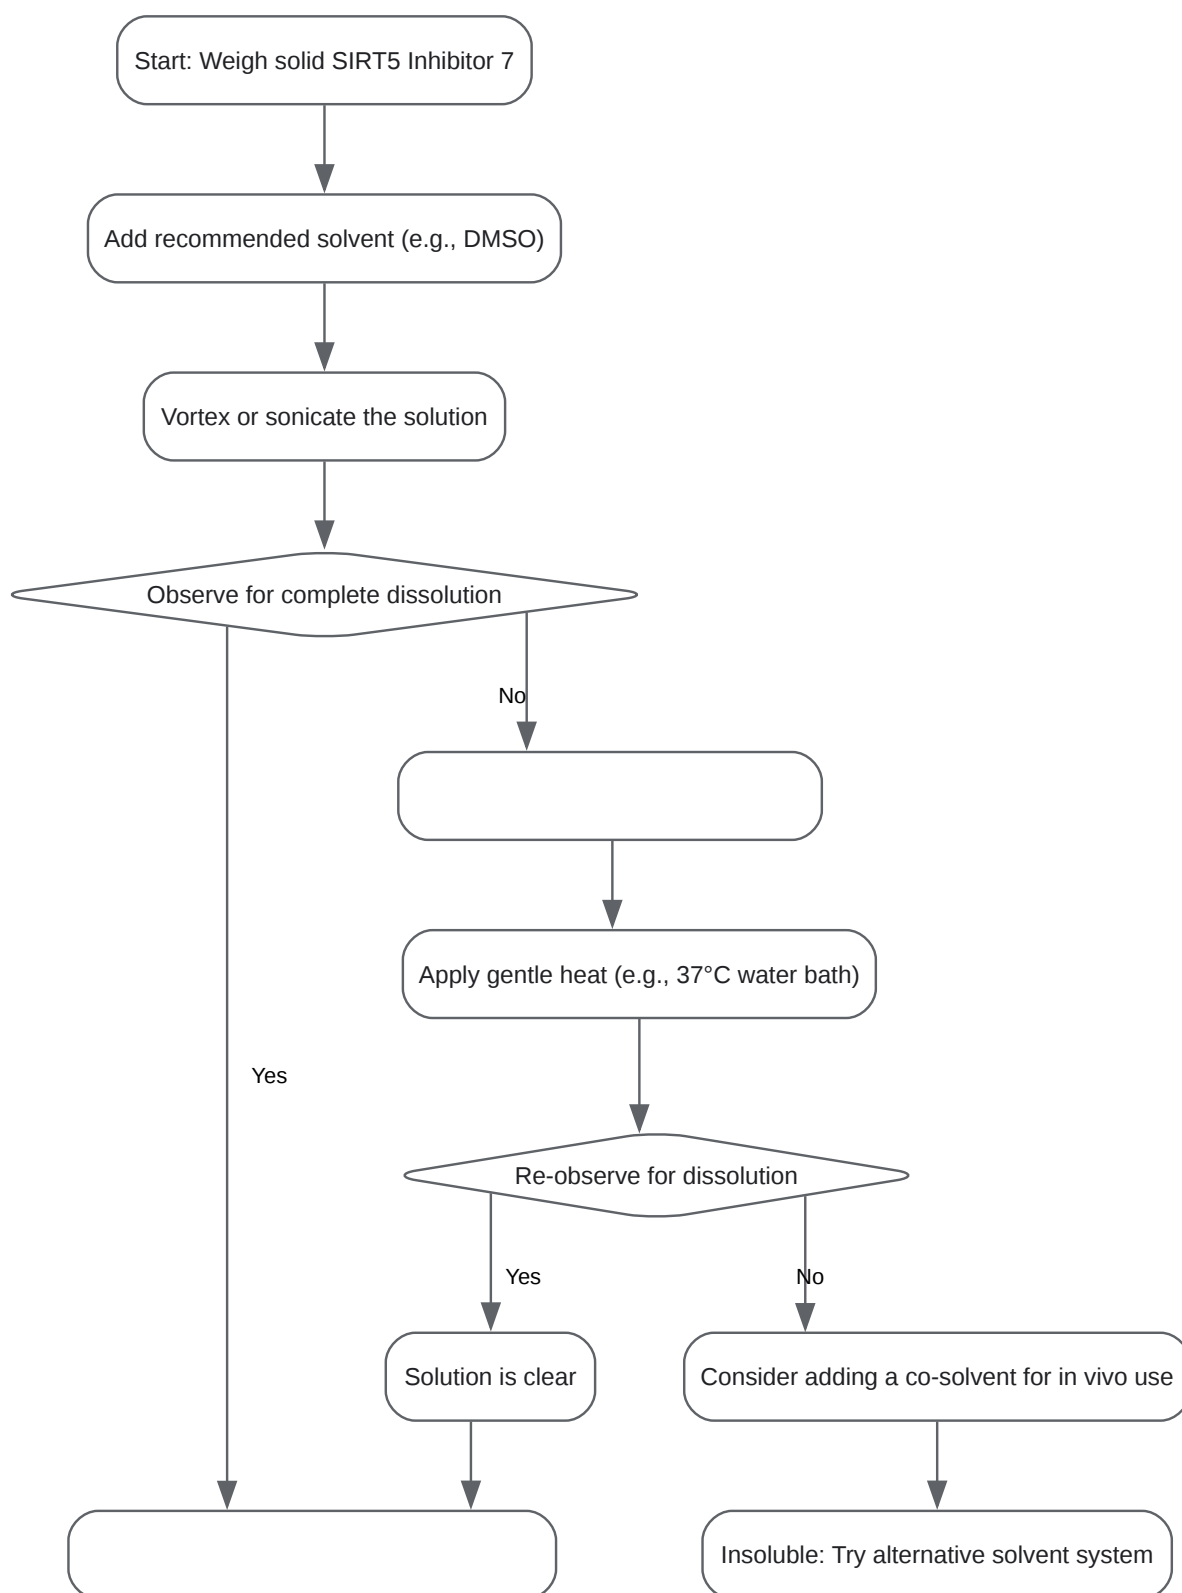 Start: Weigh solid SIRT5 Inhibitor 7
Add recommended solvent (e.g., DMSO)
Vortex or sonicate the solution
Observe for complete dissolution
No
Apply gentle heat (e.g., 37°C water bath)
Yes
Re-observe for dissolution
Yes
No
Solution is clear
Consider adding a co-solvent for in vivo use
Insoluble: Try alternative solvent system